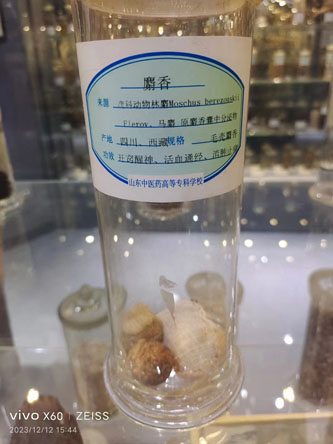 麝香
来源 鹿科动物林麝Moschus berezovskii
Flerov、马麝 原麝香囊中分泌物
产地 四川、西藏 规格 毛壳麝香
功效 开窍醒神、活血通经、消肿止痛
山东中医药高等专科学校
vivo X60 | ZEISS
2023/12/12 15:44